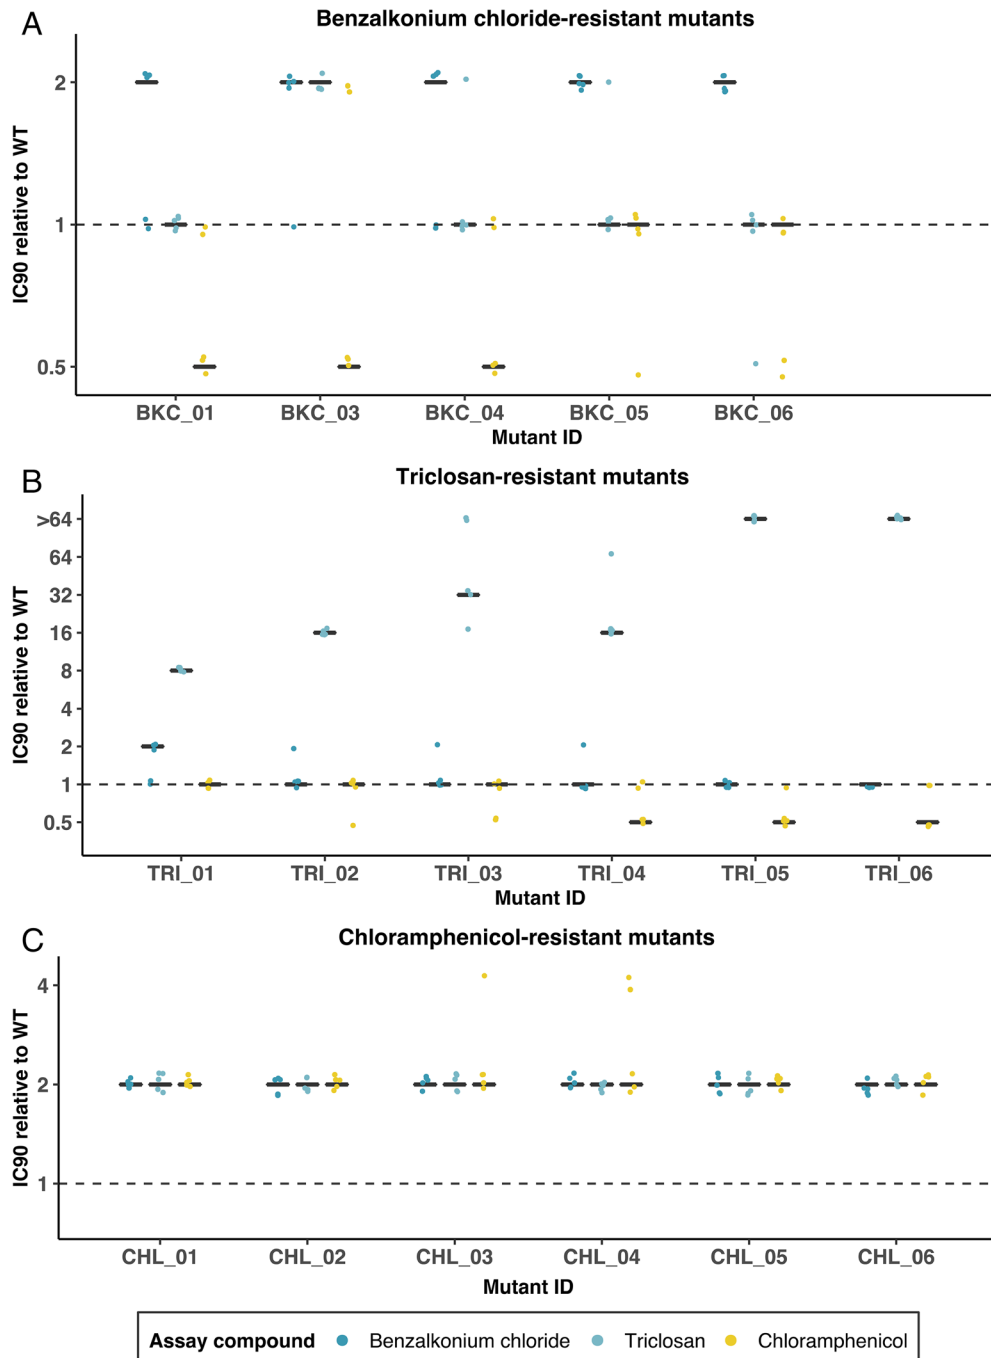 A
Benzalkonium chloride-resistant mutants
IC90 relative to WT
2
1
0.5
BKC_01 BKC_03 BKC_04 BKC_05 BKC_06
Mutant ID
B
Triclosan-resistant mutants
IC90 relative to WT
>64
64
32
16
8
4
2
1
0.5
TRI_01 TRI_02 TRI_03 TRI_04 TRI_05 TRI_06
Mutant ID
C
Chloramphenicol-resistant mutants
IC90 relative to WT
4
2
1
CHL_01 CHL_02 CHL_03 CHL_04 CHL_05 CHL_06
Mutant ID
Assay compound Benzalkonium chloride Triclosan Chloramphenicol